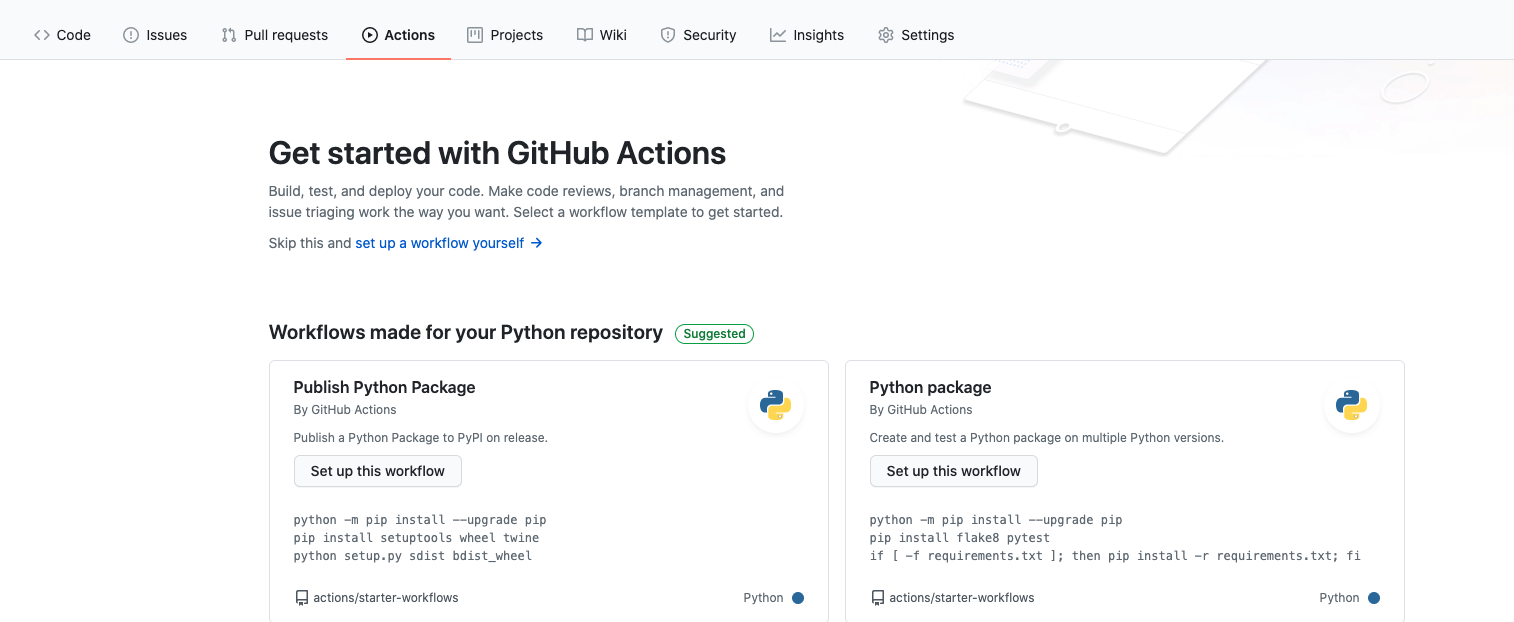 Code Issues Pull requests Actions Projects Wiki Security Insights Settings
Get started with GitHub Actions
Build, test, and deploy your code. Make code reviews, branch management, and
issue triaging work the way you want. Select a workflow template to get started.
Skip this and set up a workflow yourself →
Workflows made for your Python repository Suggested
Publish Python Package
By GitHub Actions
Publish a Python Package to PyPI on release.
Set up this workflow
python -m pip install --upgrade pip
pip install setuptools wheel twine
python setup.py sdist bdist_wheel
actions/starter-workflows Python
Python package
By GitHub Actions
Create and test a Python package on multiple Python versions.
Set up this workflow
python -m pip install --upgrade pip
pip install flake8 pytest
if [ -f requirements.txt ]; then pip install -r requirements.txt; fi
actions/starter-workflows Python